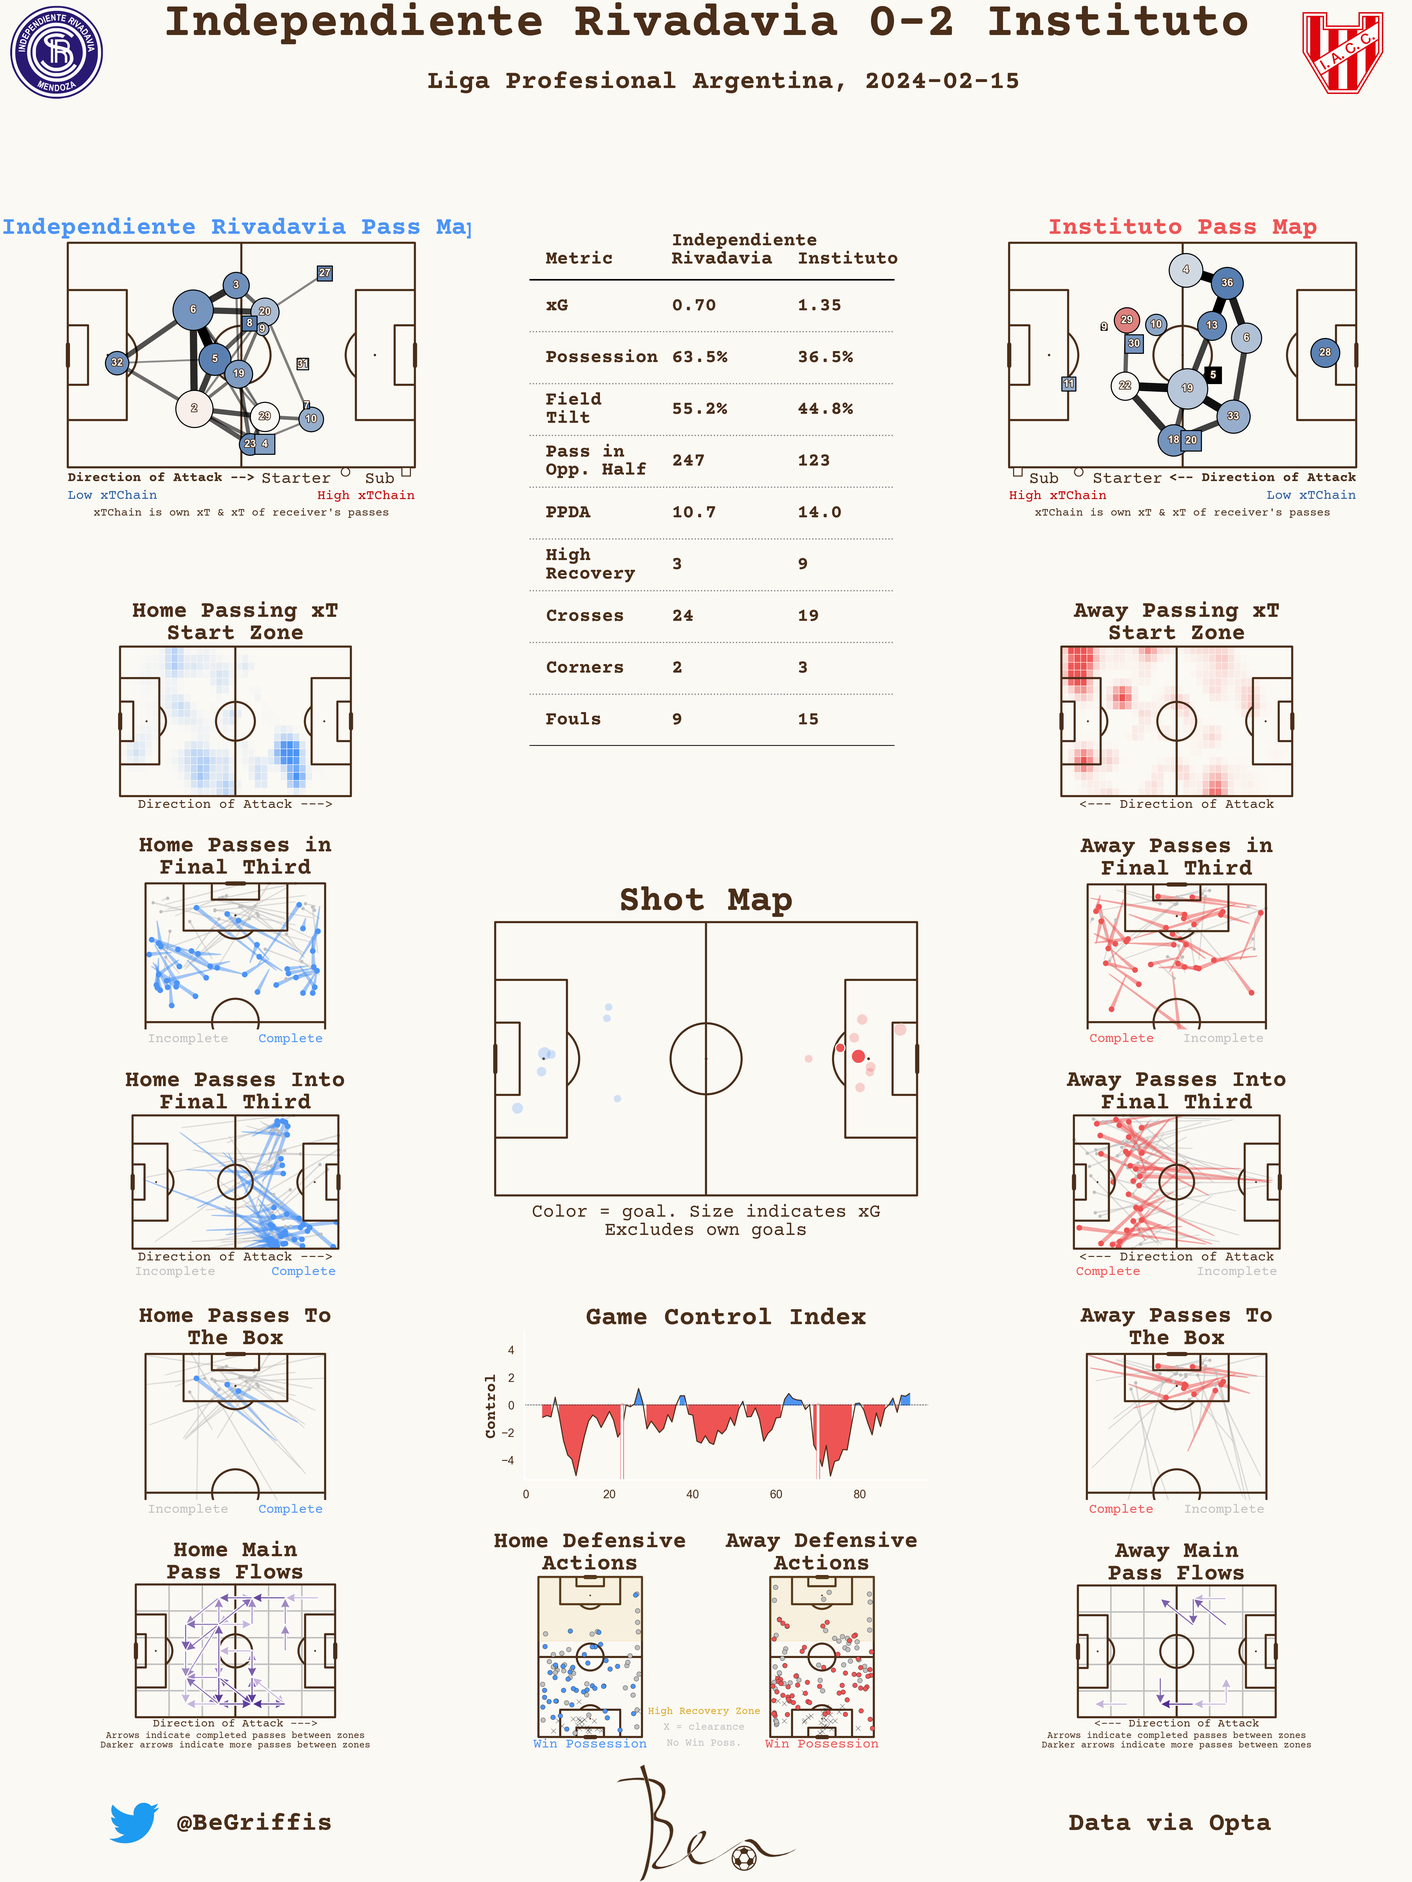 Independiente Rivadavia 0-2 Instituto
Liga Profesional Argentina, 2024-02-15
INDEPENDIENTE RIVADAVIA
MENDOZA
I.A.C.C.
Independiente Rivadavia Pass Map
32
6
3
20
27
8
9
5
19
31
2
29
7
10
23
4
Direction of Attack --> Starter Sub
Low xTChain High xTChain
xTChain is own xT & xT of receiver's passes
Metric Independiente Rivadavia Instituto
xG 0.70 1.35
Possession 63.5% 36.5%
Field Tilt 55.2% 44.8%
Pass in Opp. Half 247 123
PPDA 10.7 14.0
High Recovery 3 9
Crosses 24 19
Corners 2 3
Fouls 9 15
Instituto Pass Map
4
36
9
29
10
13
6
30
28
11
22
19
5
33
18
20
Sub Starter <-- Direction of Attack
High xTChain Low xTChain
xTChain is own xT & xT of receiver's passes
Home Passing xT
Start Zone
Direction of Attack --->
Away Passing xT
Start Zone
<--- Direction of Attack
Home Passes in
Final Third
Incomplete Complete
Away Passes in
Final Third
Complete Incomplete
Shot Map
Color = goal. Size indicates xG
Excludes own goals
Home Passes Into
Final Third
Direction of Attack --->
Incomplete Complete
Away Passes Into
Final Third
<--- Direction of Attack
Complete Incomplete
Home Passes To
The Box
Incomplete Complete
Game Control Index
Control
4
2
0
−2
−4
0 20 40 60 80
Away Passes To
The Box
Complete Incomplete
Home Main
Pass Flows
Direction of Attack --->
Arrows indicate completed passes between zones
Darker arrows indicate more passes between zones
Home Defensive
Actions
Win Possession
Away Defensive
Actions
Win Possession
High Recovery Zone
X = clearance
No Win Poss.
Away Main
Pass Flows
<--- Direction of Attack
Arrows indicate completed passes between zones
Darker arrows indicate more passes between zones
@BeGriffis
Ben
Data via Opta